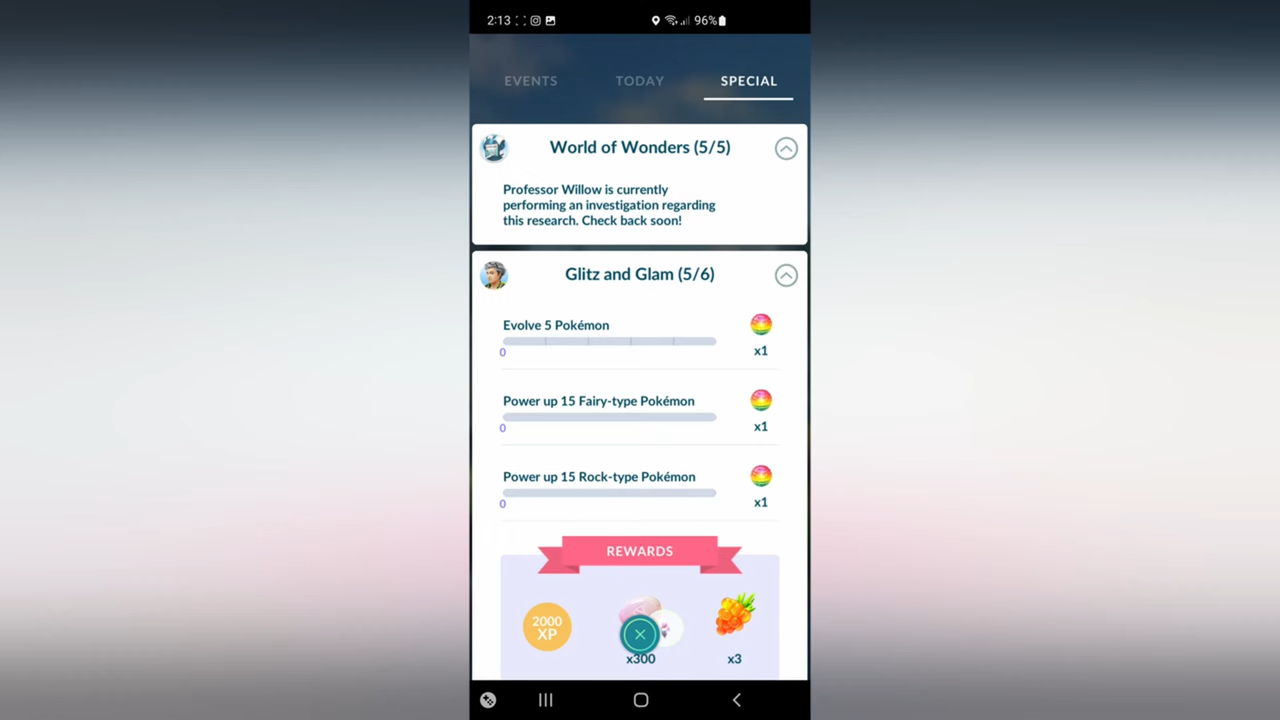 2:13
96%
EVENTS TODAY SPECIAL
World of Wonders (5/5)
Professor Willow is currently
performing an investigation regarding
this research. Check back soon!
Glitz and Glam (5/6)
Evolve 5 Pokémon
0
x1
Power up 15 Fairy-type Pokémon
0
x1
Power up 15 Rock-type Pokémon
0
x1
REWARDS
2000
XP
x300
x3